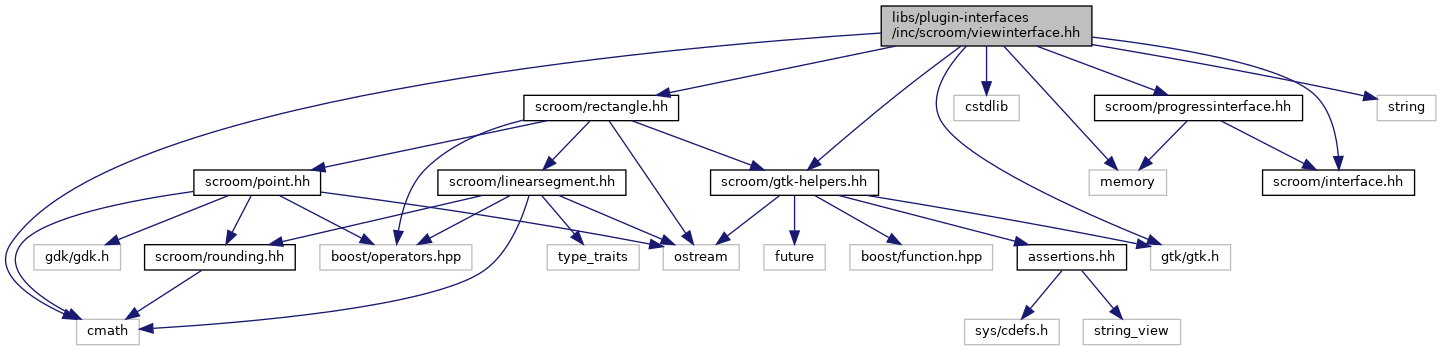 libs/plugin-interfaces
/inc/scroom/viewinterface.hh
scroom/rectangle.hh
cstdlib
scroom/progressinterface.hh
string
scroom/point.hh
scroom/linearsegment.hh
scroom/gtk-helpers.hh
memory
scroom/interface.hh
gdk/gdk.h
scroom/rounding.hh
boost/operators.hpp
type_traits
ostream
future
boost/function.hpp
assertions.hh
gtk/gtk.h
cmath
sys/cdefs.h
string_view